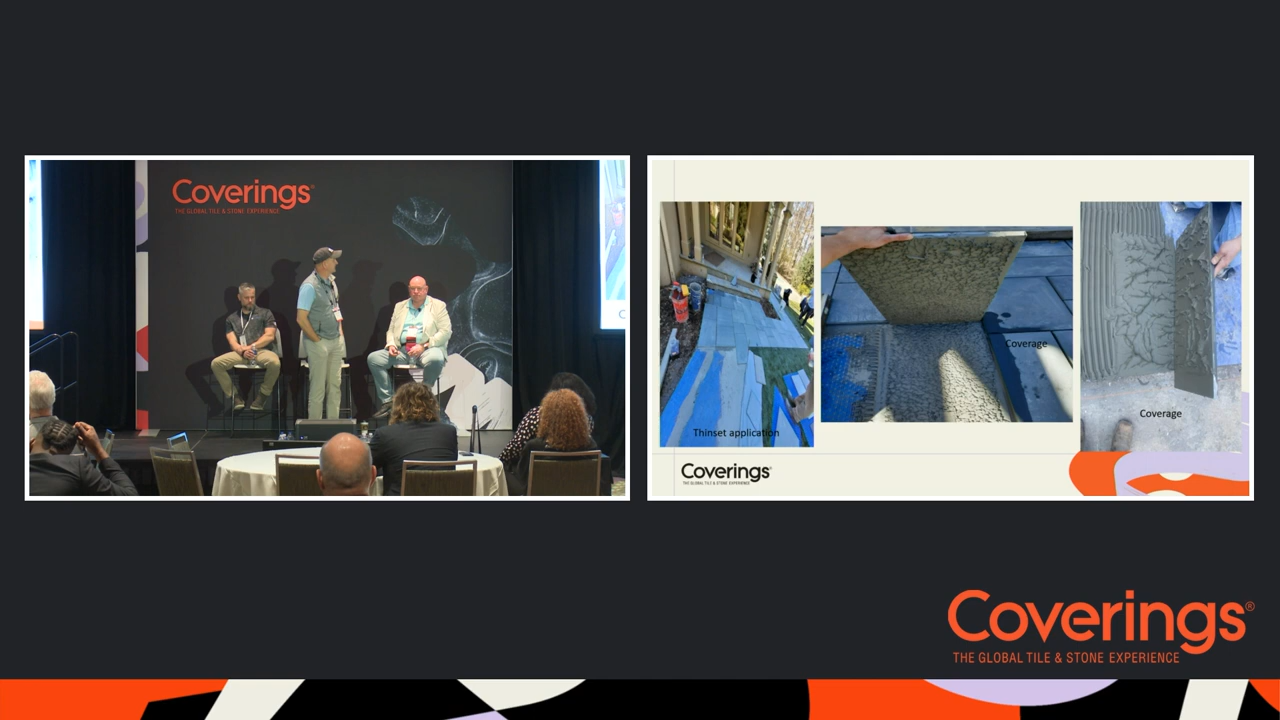 Coverings®
THE GLOBAL TILE & STONE EXPERIENCE
Thinset application
Coverage
Coverage
Coverings
THE GLOBAL TILE & STONE EXPERIENCE
Coverings®
THE GLOBAL TILE & STONE EXPERIENCE